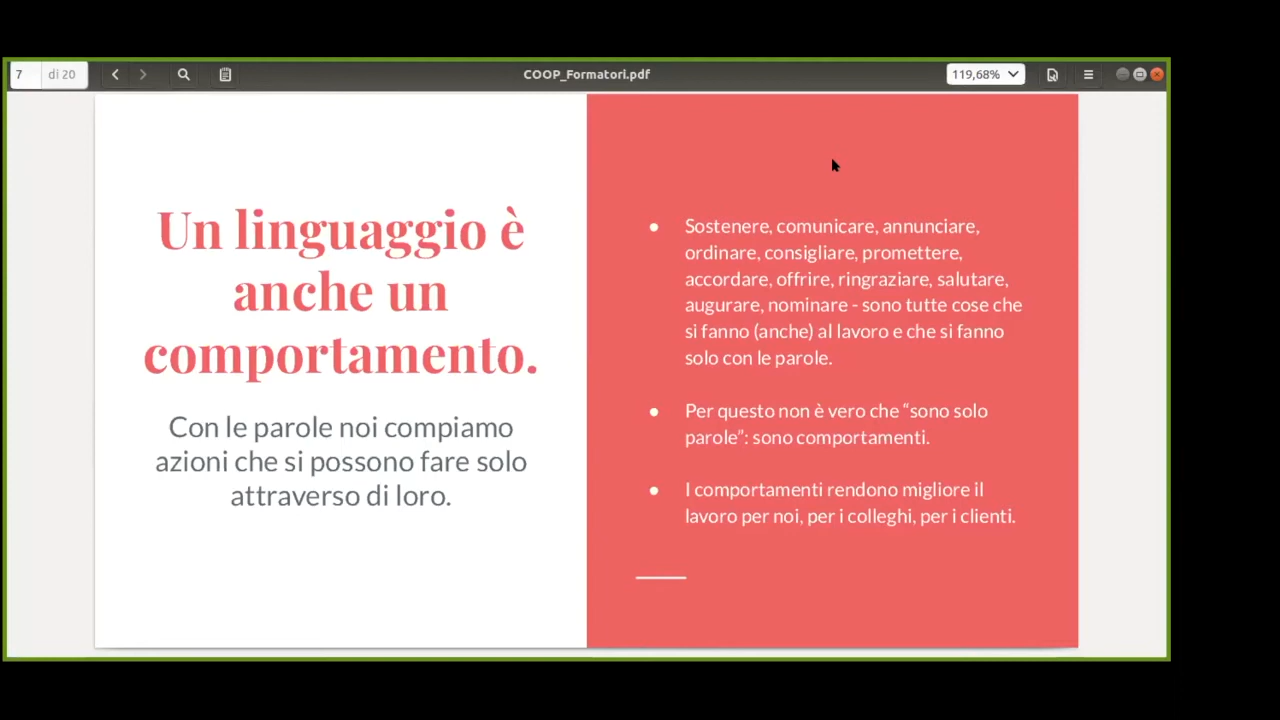 7
di 20
COOP_Formatori.pdf
119,68%
Un linguaggio è
anche un
comportamento.
Con le parole noi compiamo
azioni che si possono fare solo
attraverso di loro.
● Sostenere, comunicare, annunciare,
ordinare, consigliare, promettere,
accordare, offrire, ringraziare, salutare,
augurare, nominare - sono tutte cose che
si fanno (anche) al lavoro e che si fanno
solo con le parole.
● Per questo non è vero che “sono solo
parole”: sono comportamenti.
● I comportamenti rendono migliore il
lavoro per noi, per i colleghi, per i clienti.